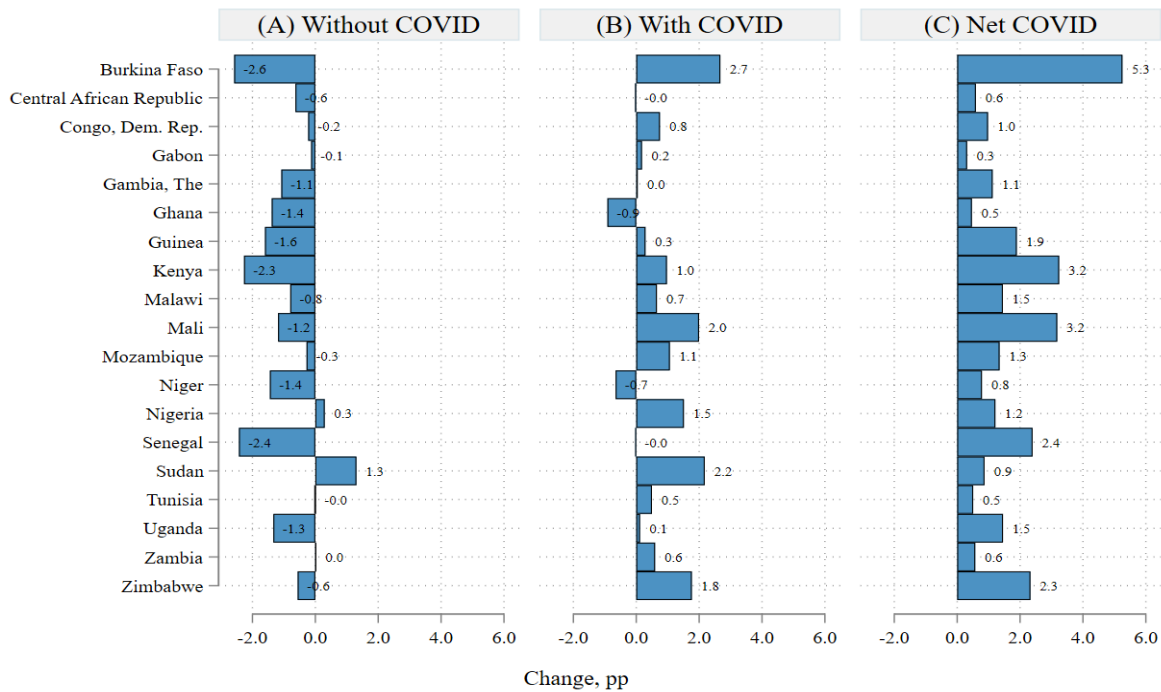 (A) Without COVID (B) With COVID (C) Net COVID
Burkina Faso -2.6 2.7 5.3
Central African Republic -0.6 -0.0 0.6
Congo, Dem. Rep. -0.2 0.8 1.0
Gabon -0.1 0.2 0.3
Gambia, The -1.1 0.0 1.1
Ghana -1.4 -0.9 0.5
Guinea -1.6 0.3 1.9
Kenya -2.3 1.0 3.2
Malawi -0.8 0.7 1.5
Mali -1.2 2.0 3.2
Mozambique -0.3 1.1 1.3
Niger -1.4 -0.7 0.8
Nigeria 0.3 1.5 1.2
Senegal -2.4 -0.0 2.4
Sudan 1.3 2.2 0.9
Tunisia -0.0 0.5 0.5
Uganda -1.3 0.1 1.5
Zambia 0.0 0.6 0.6
Zimbabwe -0.6 1.8 2.3
-2.0 0.0 2.0 4.0 6.0 -2.0 0.0 2.0 4.0 6.0 -2.0 0.0 2.0 4.0 6.0
Change, pp